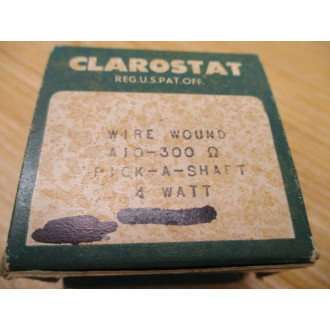 CLAROSTAT
REG.U.S.PAT.OFF.
WIRE WOUND
A10-300 Ω
PICK-A-SHAFT
4 WATT